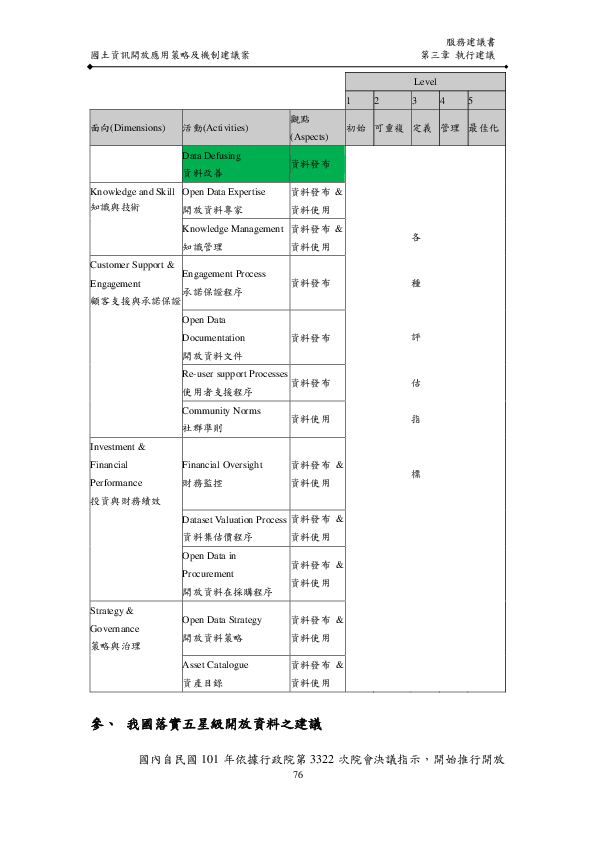 服務建議書
國土資訊開放應用策略及機制建議案 第三章 執行建議
Level
1 2 3 4 5
面向(Dimensions) 活動(Activities) 觀點
(Aspects) 初始 可重複 定義 管理 最佳化
Data Defusing
資料改善 資料發布
Knowledge and Skill
知識與技術 Open Data Expertise
開放資料專家 資料發布 &
資料使用
Knowledge Management
知識管理 資料發布 &
資料使用
各
Customer Support &
Engagement
顧客支援與承諾保證
Engagement Process
承諾保證程序 資料發布
種
Open Data
Documentation
開放資料文件 資料發布
評
Re-user support Processes
使用者支援程序 資料發布
估
Community Norms
社群準則 資料使用
指
Investment &
Financial
Performance
投資與財務績效
Financial Oversight
財務監控 資料發布 &
資料使用
標
Dataset Valuation Process
資料集估價程序 資料發布 &
資料使用
Open Data in
Procurement
開放資料在採購程序 資料發布 &
資料使用
Strategy &
Governance
策略與治理
Open Data Strategy
開放資料策略 資料發布 &
資料使用
Asset Catalogue
資產目錄 資料發布 &
資料使用
參、 我國落實五星級開放資料之建議
國內自民國 101 年依據行政院第 3322 次院會決議指示，開始推行開放
76